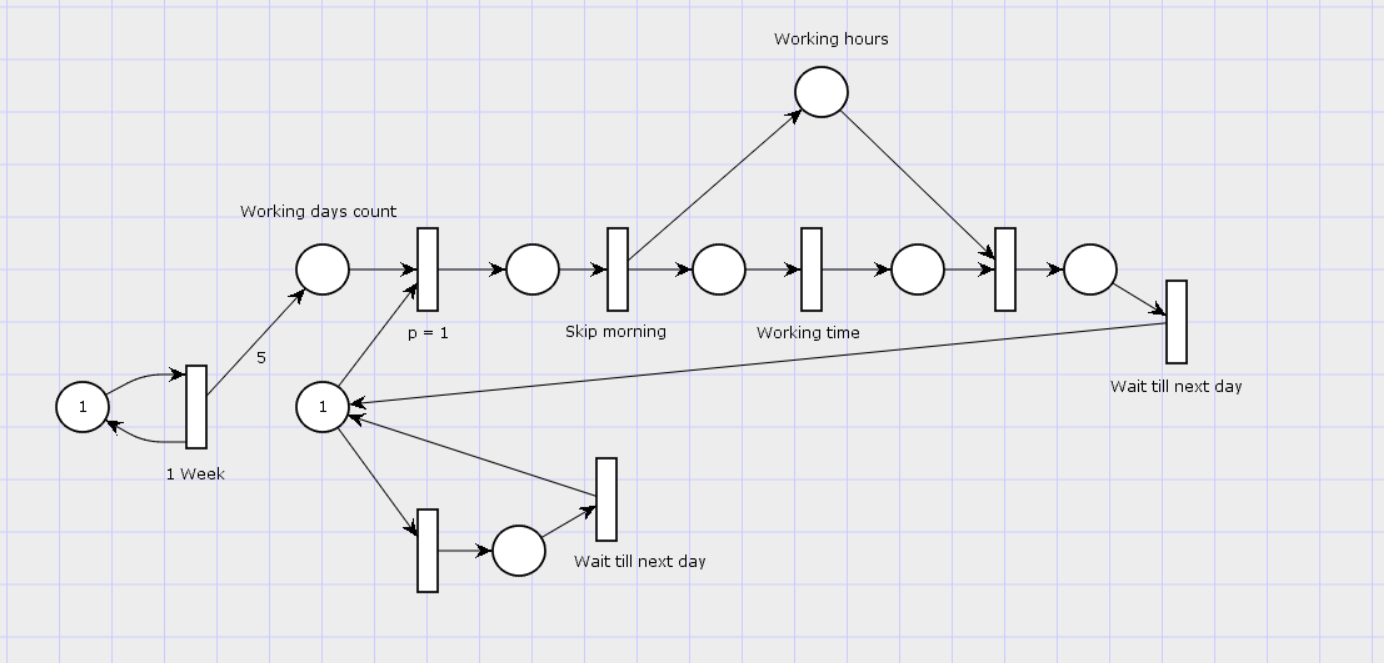 Working hours
Working days count
p = 1
Skip morning
Working time
5
Wait till next day
1
1
1 Week
Wait till next day